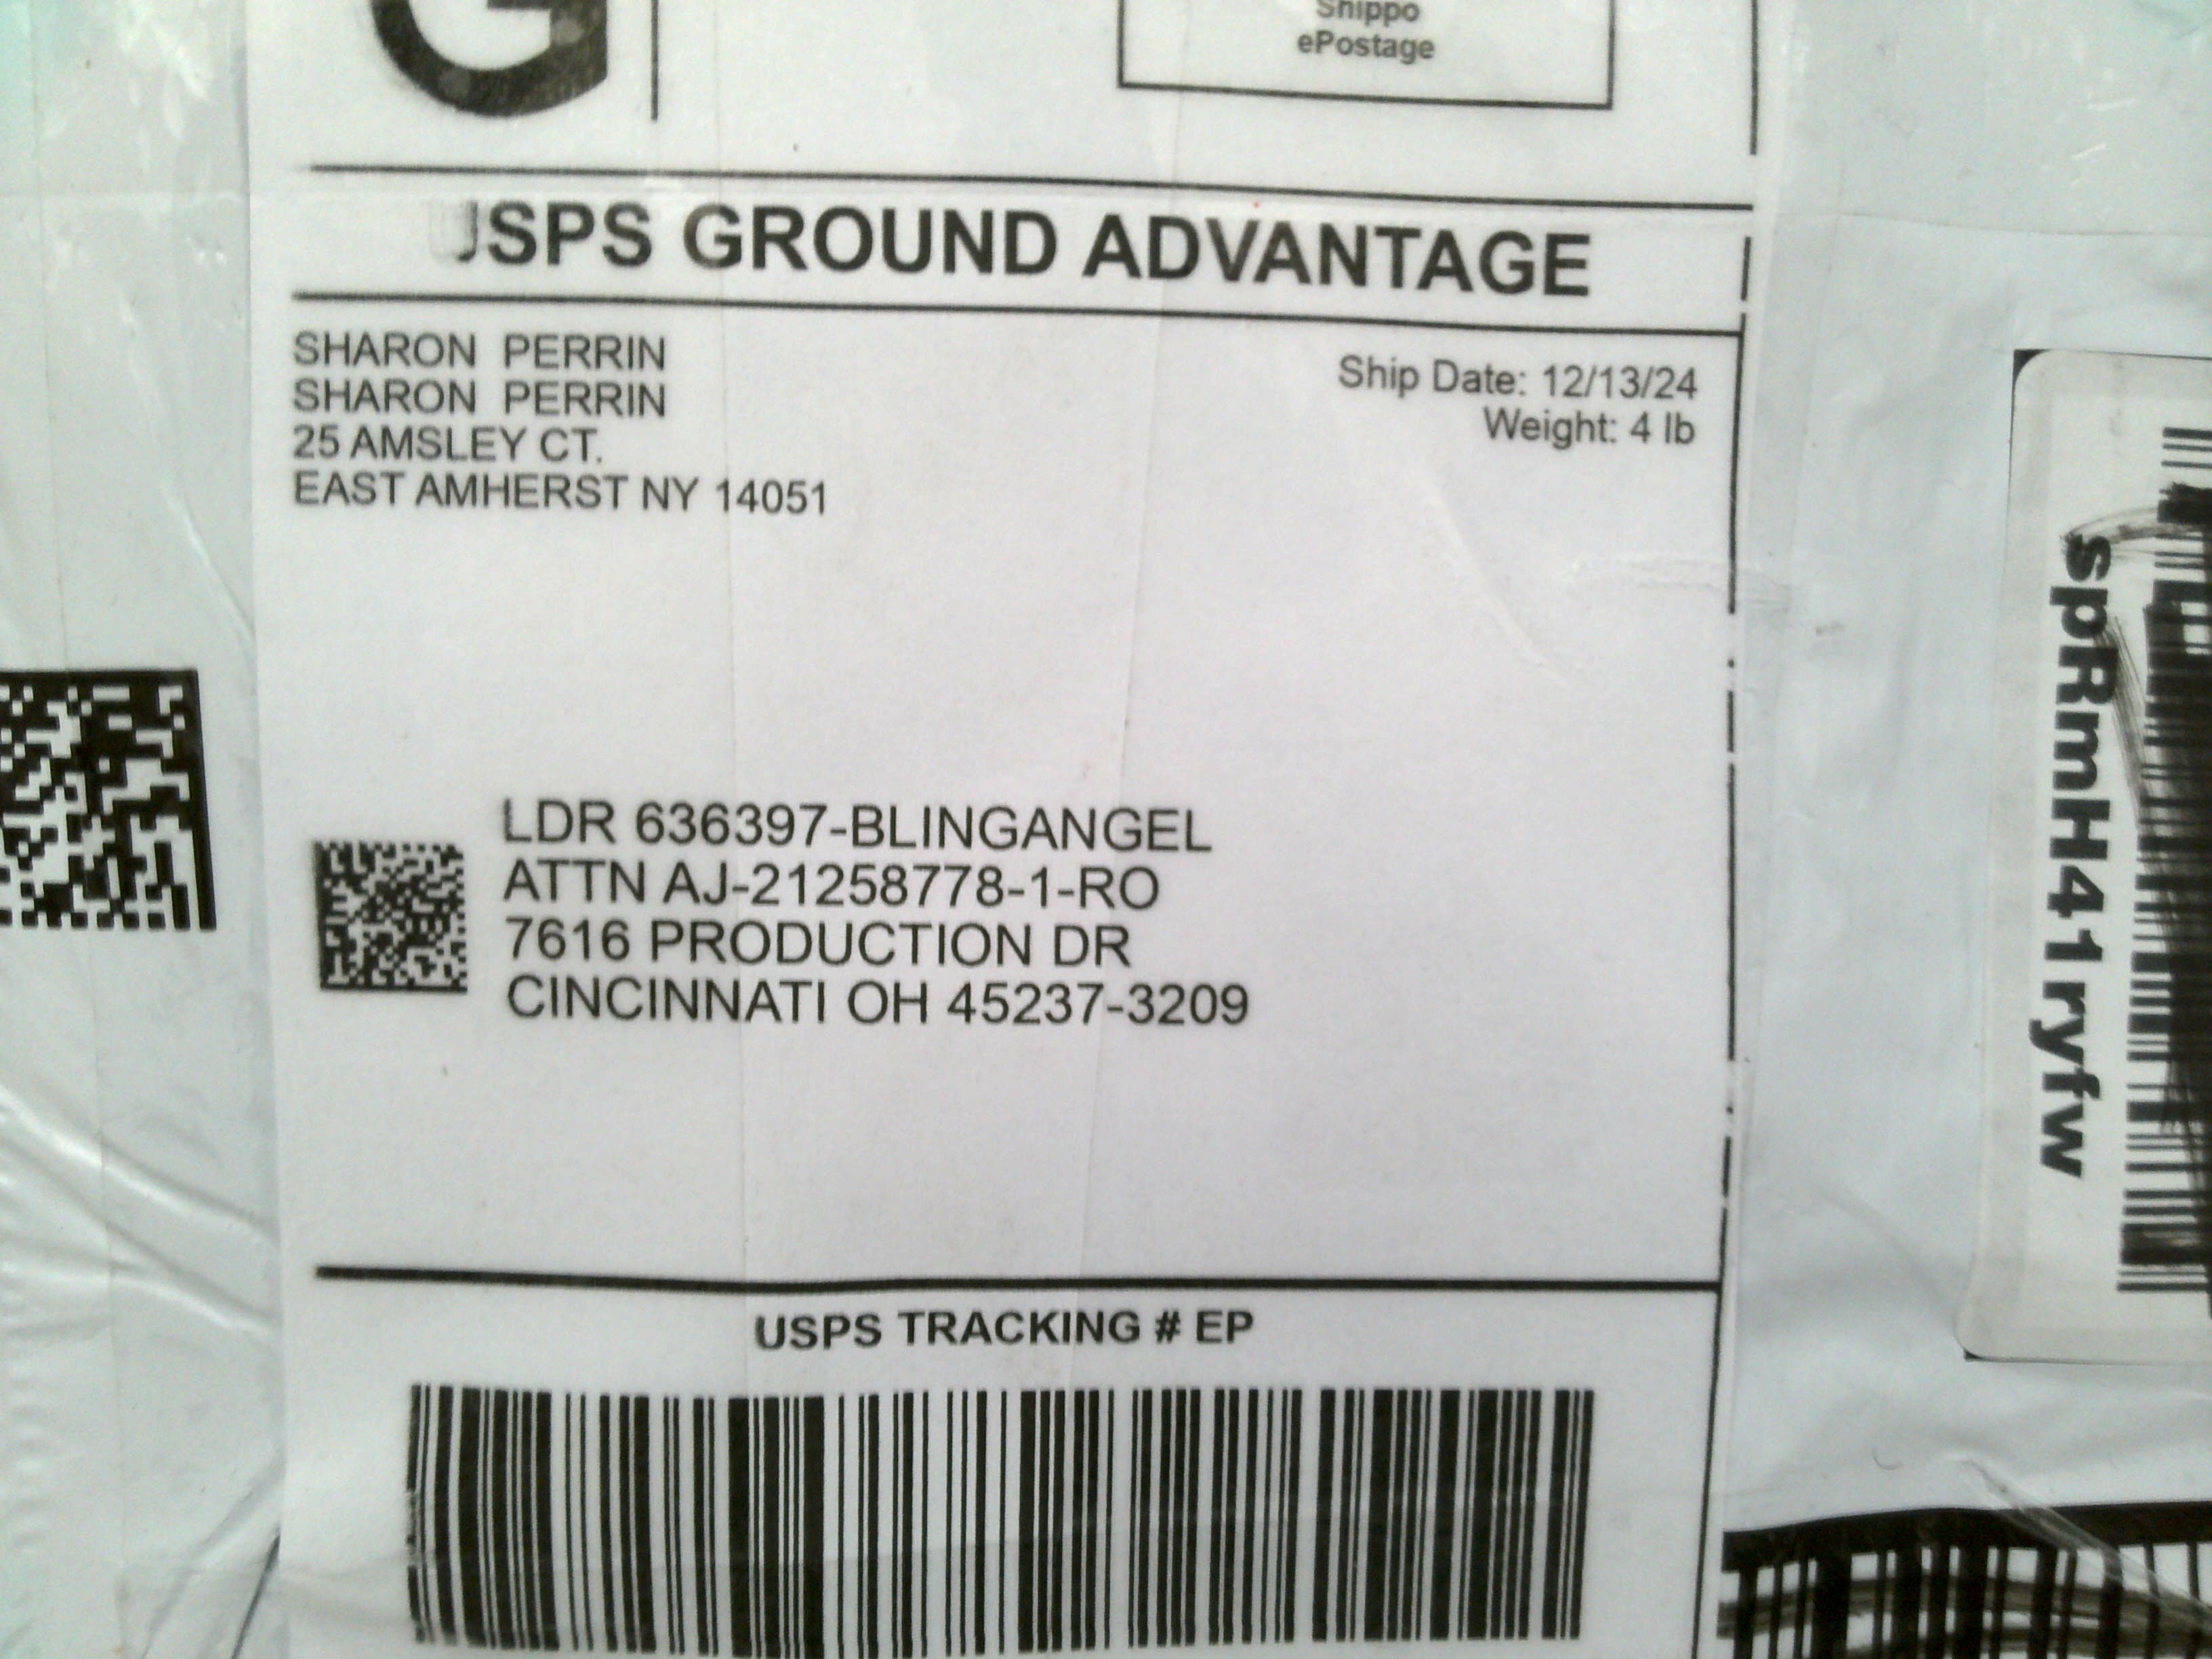 G
Shippo
ePostage
USPS GROUND ADVANTAGE
SHARON PERRIN
SHARON PERRIN
25 AMSLEY CT.
EAST AMHERST NY 14051
Ship Date: 12/13/24
Weight: 4 lb
LDR 636397-BLINGANGEL
ATTN AJ-21258778-1-RO
7616 PRODUCTION DR
CINCINNATI OH 45237-3209
USPS TRACKING # EP
spRmH41ryfw